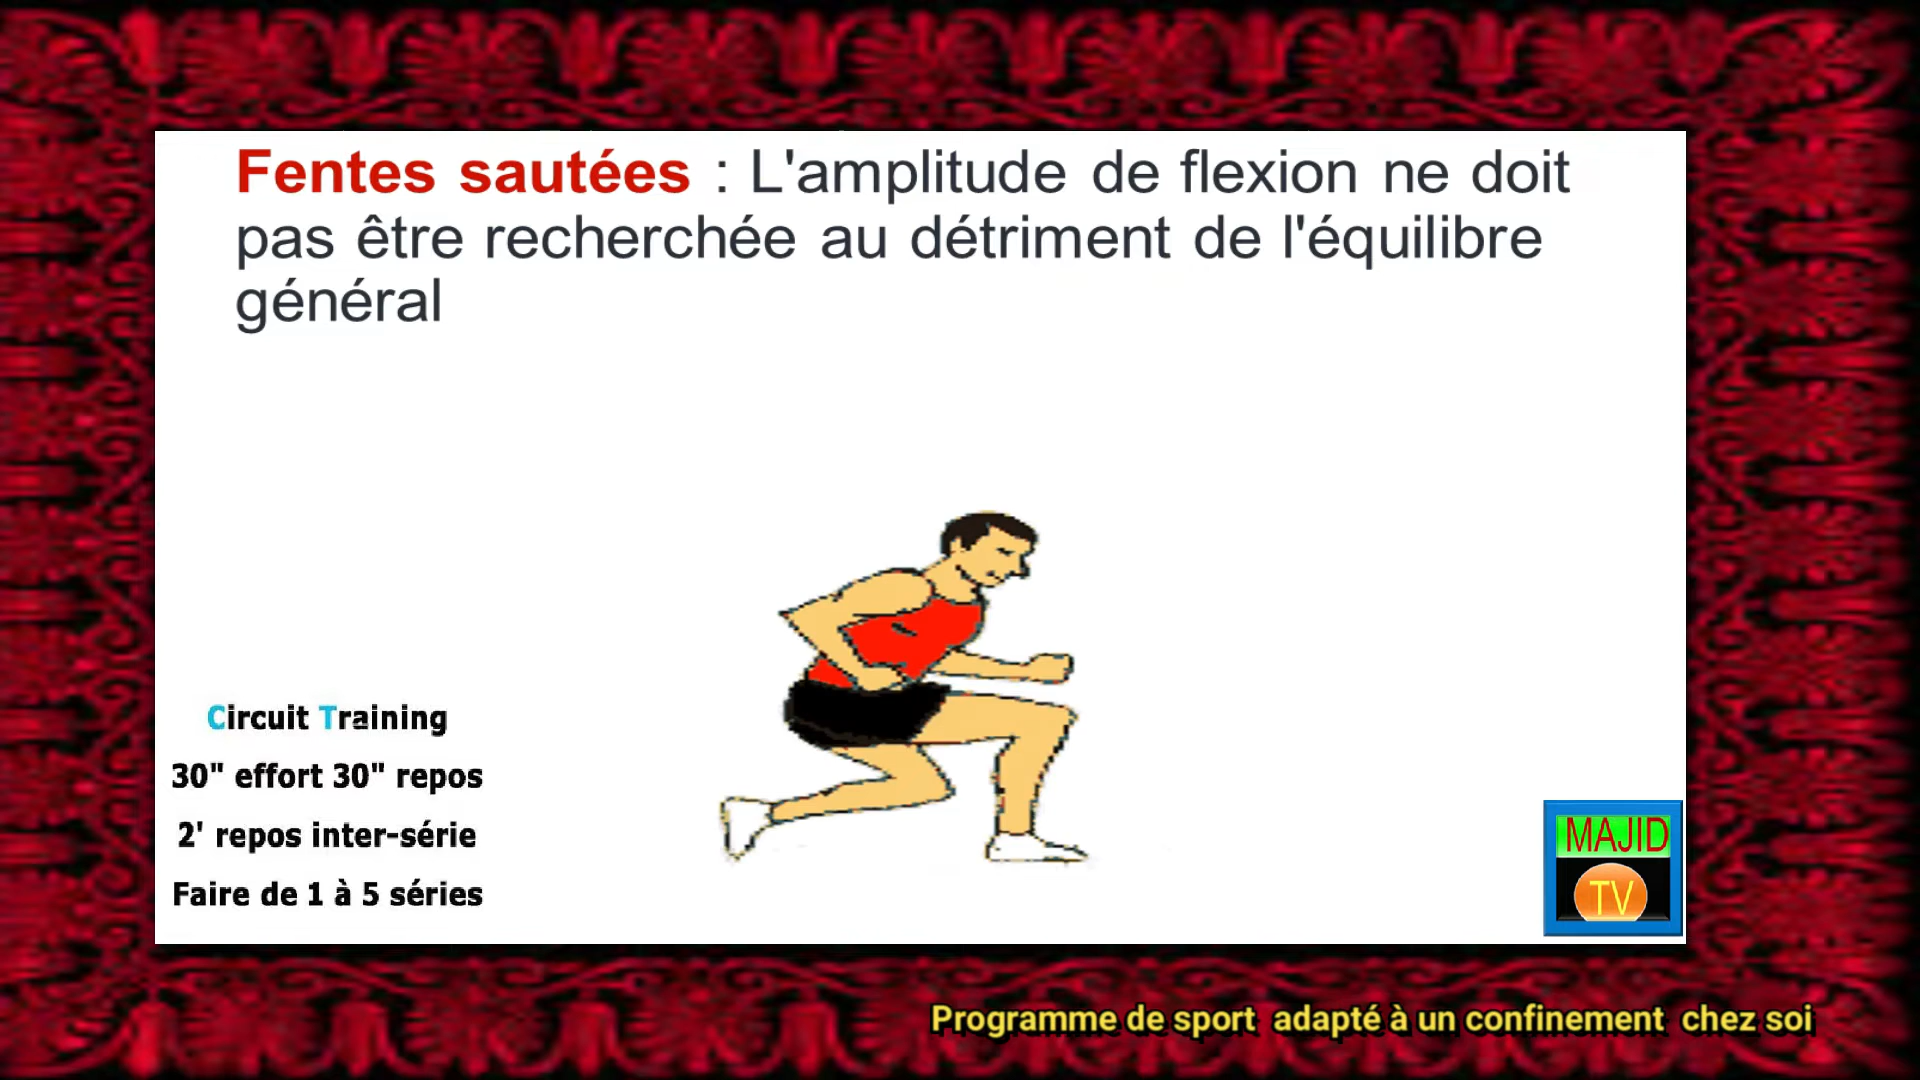 Fentes sautées : L'amplitude de flexion ne doit
pas être recherchée au détriment de l'équilibre
général
Circuit Training
30" effort 30" repos
2' repos inter-série
Faire de 1 à 5 séries
MAJID
TV
Programme de sport adapté à un confinement chez soi